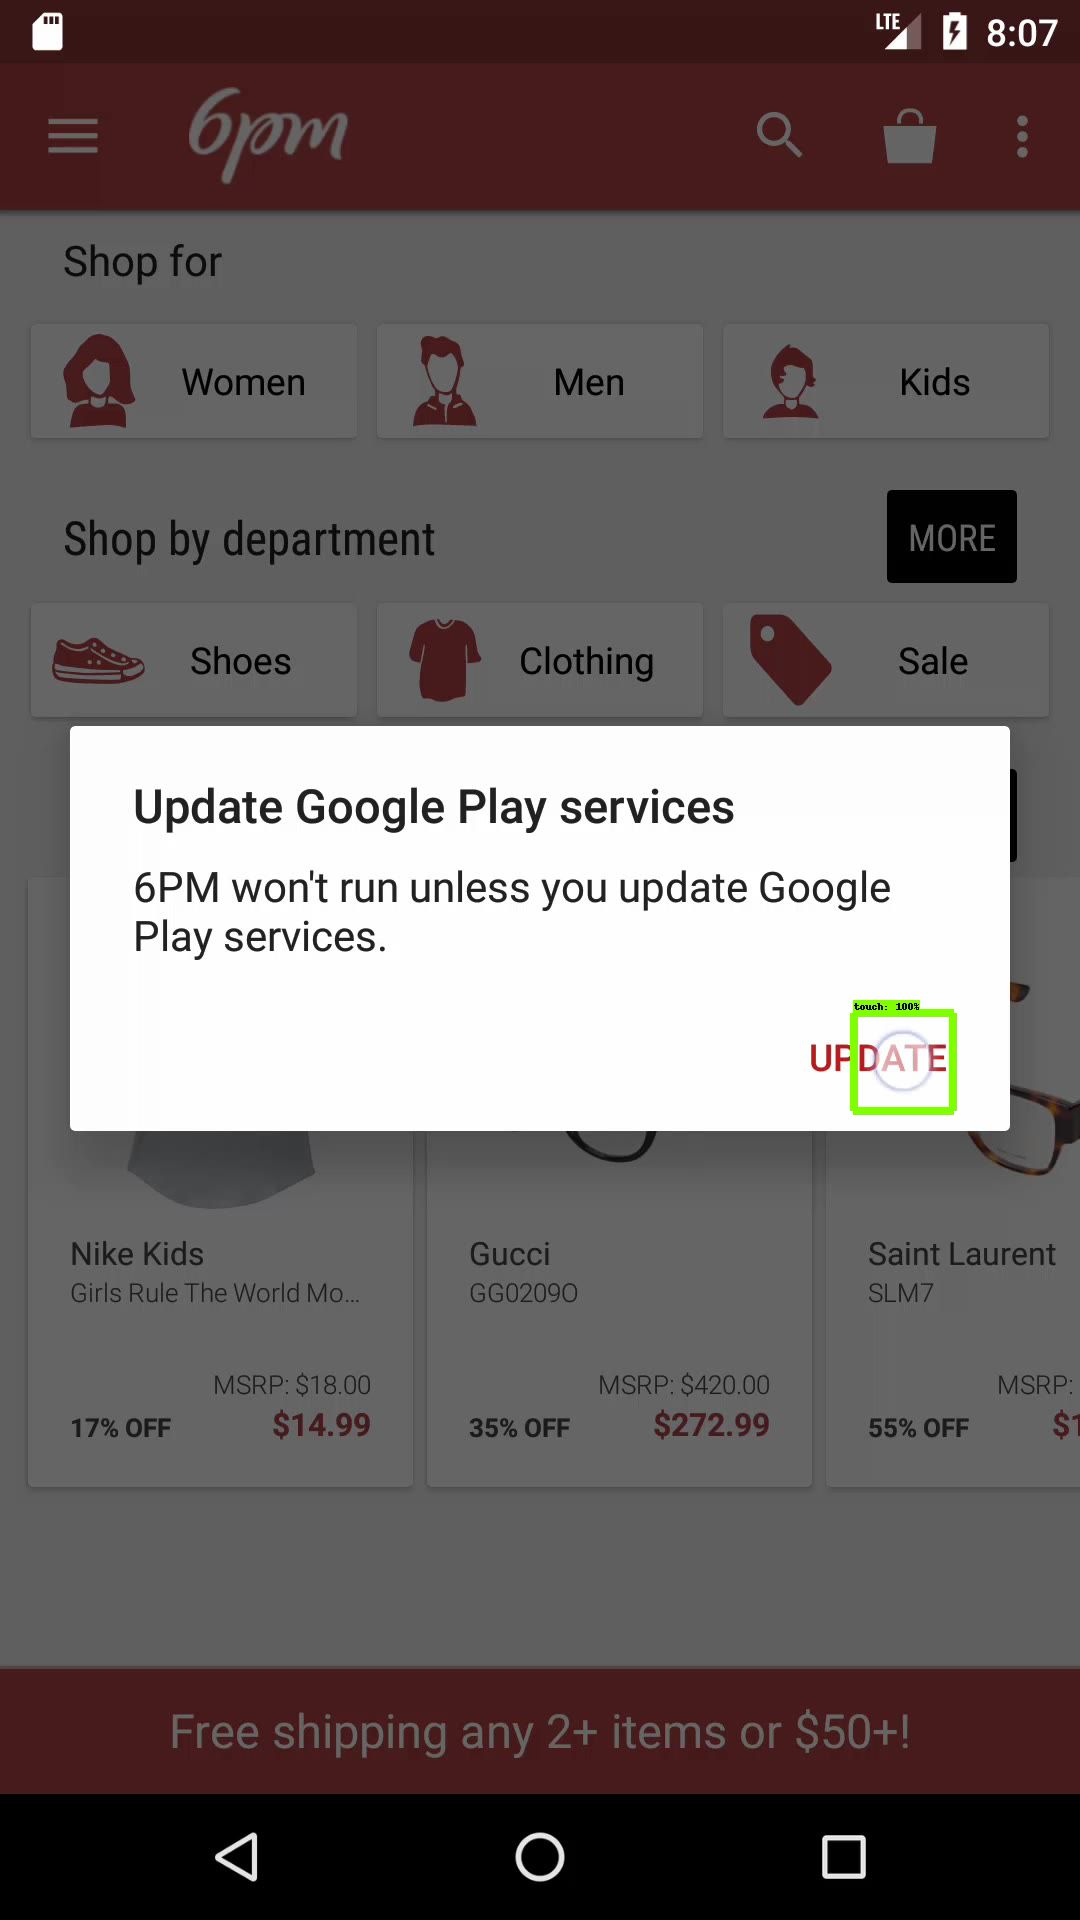 LTE 8:07
6pm
Shop for
Women Men Kids
Shop by department MORE
Shoes Clothing Sale
Update Google Play services
6PM won't run unless you update Google
Play services.
touch: 100%
UPDATE
Nike Kids Gucci Saint Laurent
Girls Rule The World Mo... GG0209O SLM7
MSRP: $18.00 MSRP: $420.00 MSRP:
17% OFF $14.99 35% OFF $272.99 55% OFF $1
Free shipping any 2+ items or $50+!